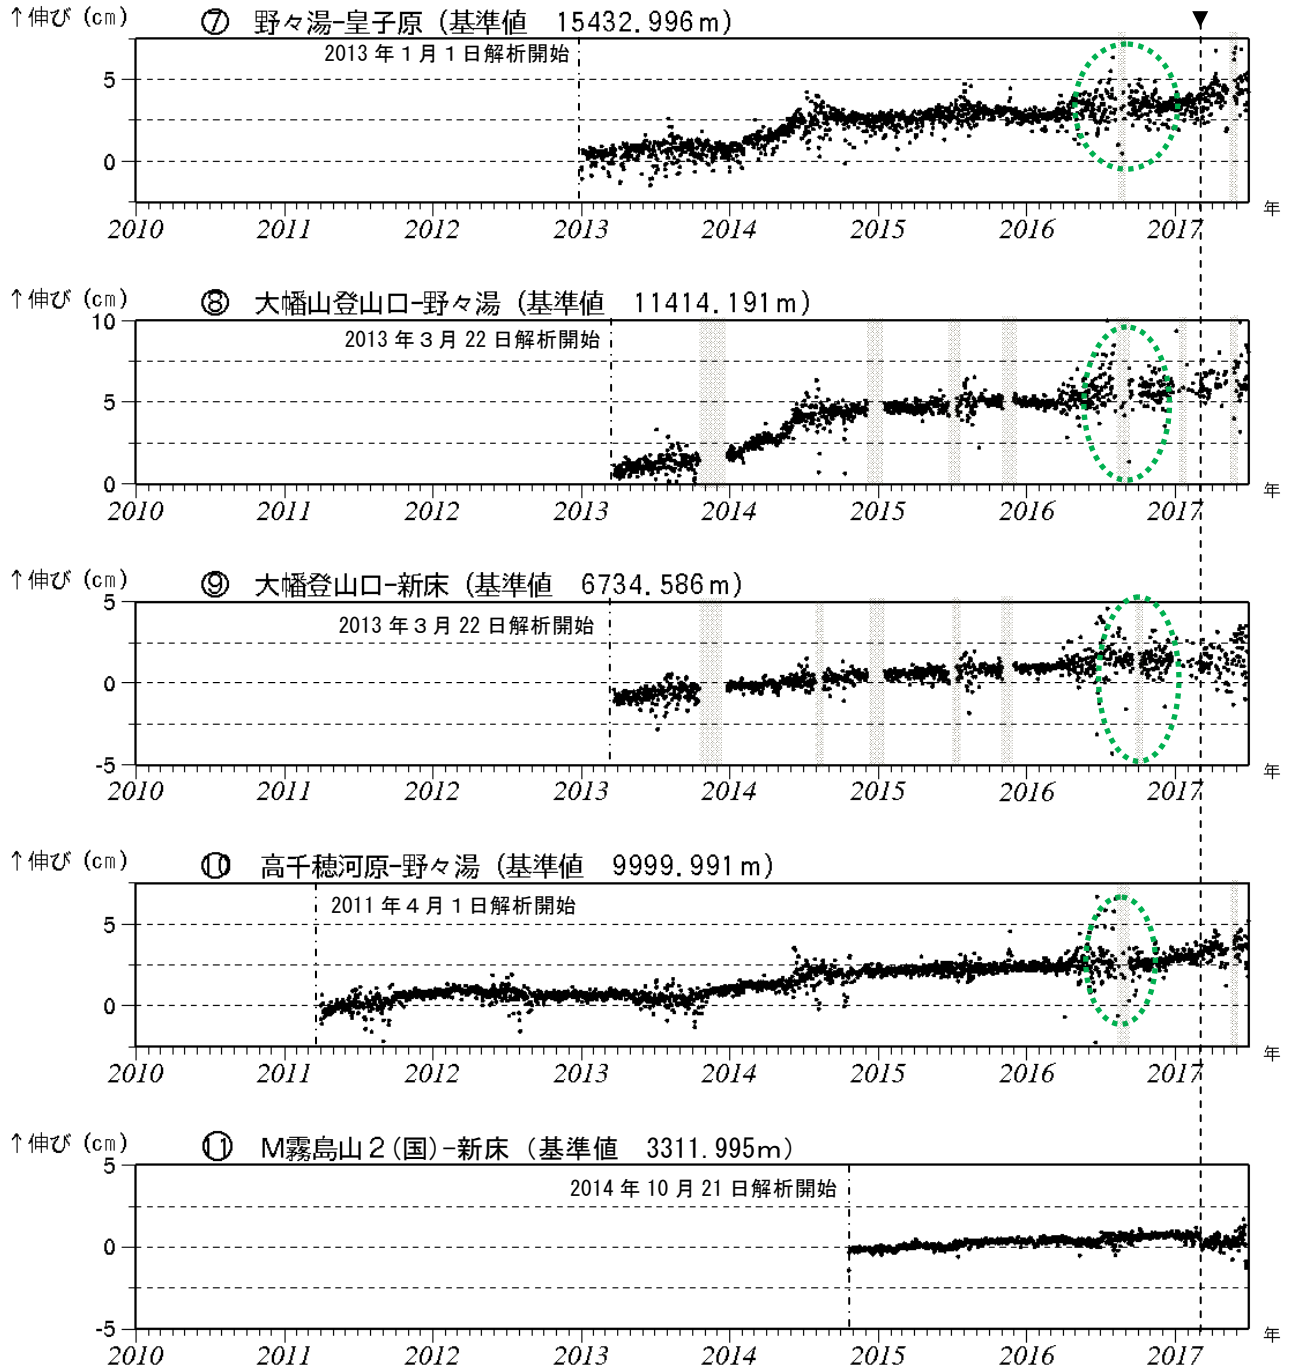 ↑伸び (cm) ⑦ 野々湯-皇子原 (基準値 15432.996m)
2013年1月1日解析開始
5
0
2010 2011 2012 2013 2014 2015 2016 2017 年
↑伸び (cm) ⑧ 大幡山登山口-野々湯 (基準値 11414.191m)
10
2013年3月22日解析開始
5
0
2010 2011 2012 2013 2014 2015 2016 2017 年
↑伸び (cm) ⑨ 大幡登山口-新床 (基準値 6734.586m)
5
2013年3月22日解析開始
0
-5
2010 2011 2012 2013 2014 2015 2016 2017 年
↑伸び (cm) ⑩ 高千穂河原-野々湯 (基準値 9999.991m)
2011年4月1日解析開始
5
0
2010 2011 2012 2013 2014 2015 2016 2017 年
↑伸び (cm) ⑪ M霧島山2(国)-新床 (基準値 3311.995m)
5
2014年10月21日解析開始
0
-5
2010 2011 2012 2013 2014 2015 2016 2017 年